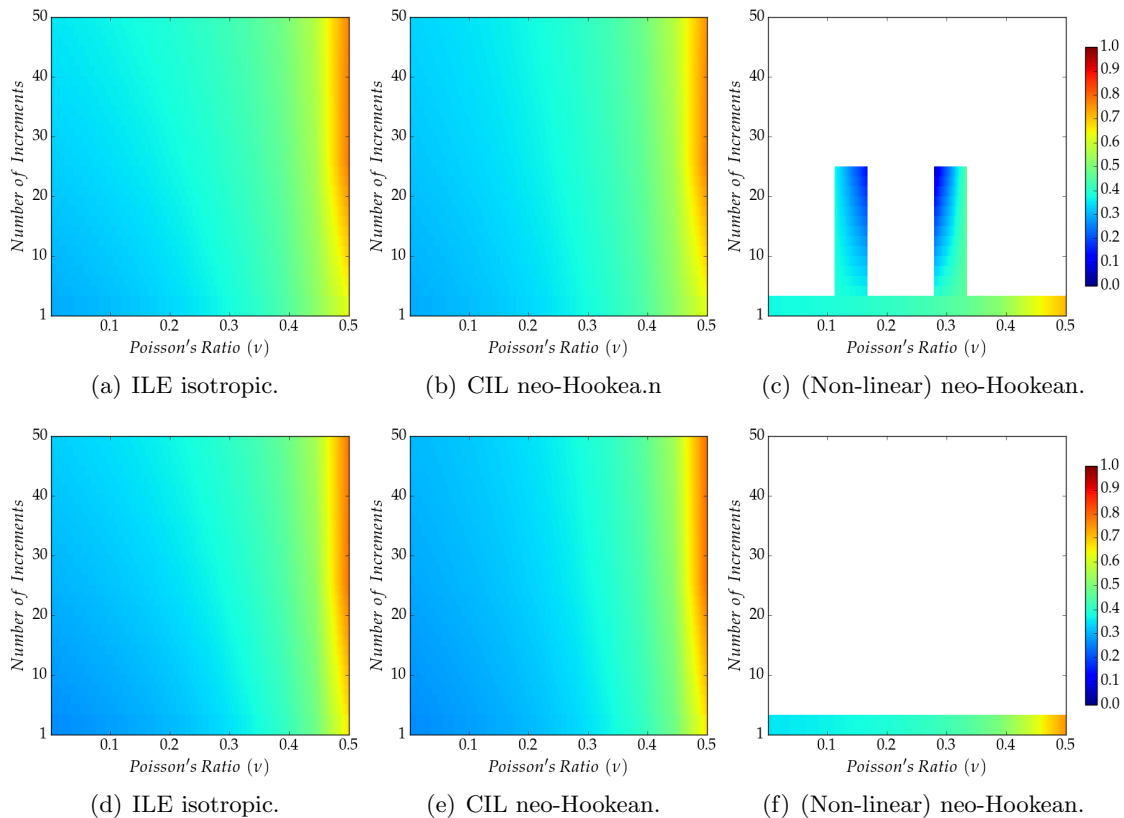 50
40
30
20
10
1
Number of Increments
0.1 0.2 0.3 0.4 0.5
Poisson's Ratio (ν)
(a) ILE isotropic.
50
40
30
20
10
1
Number of Increments
0.1 0.2 0.3 0.4 0.5
Poisson's Ratio (ν)
(b) CIL neo-Hookea.n
50
40
30
20
10
1
Number of Increments
0.1 0.2 0.3 0.4 0.5
Poisson's Ratio (ν)
(c) (Non-linear) neo-Hookean.
1.0
0.9
0.8
0.7
0.6
0.5
0.4
0.3
0.2
0.1
0.0
50
40
30
20
10
1
Number of Increments
0.1 0.2 0.3 0.4 0.5
Poisson's Ratio (ν)
(d) ILE isotropic.
50
40
30
20
10
1
Number of Increments
0.1 0.2 0.3 0.4 0.5
Poisson's Ratio (ν)
(e) CIL neo-Hookean.
50
40
30
20
10
1
Number of Increments
0.1 0.2 0.3 0.4 0.5
Poisson's Ratio (ν)
(f) (Non-linear) neo-Hookean.
1.0
0.9
0.8
0.7
0.6
0.5
0.4
0.3
0.2
0.1
0.0